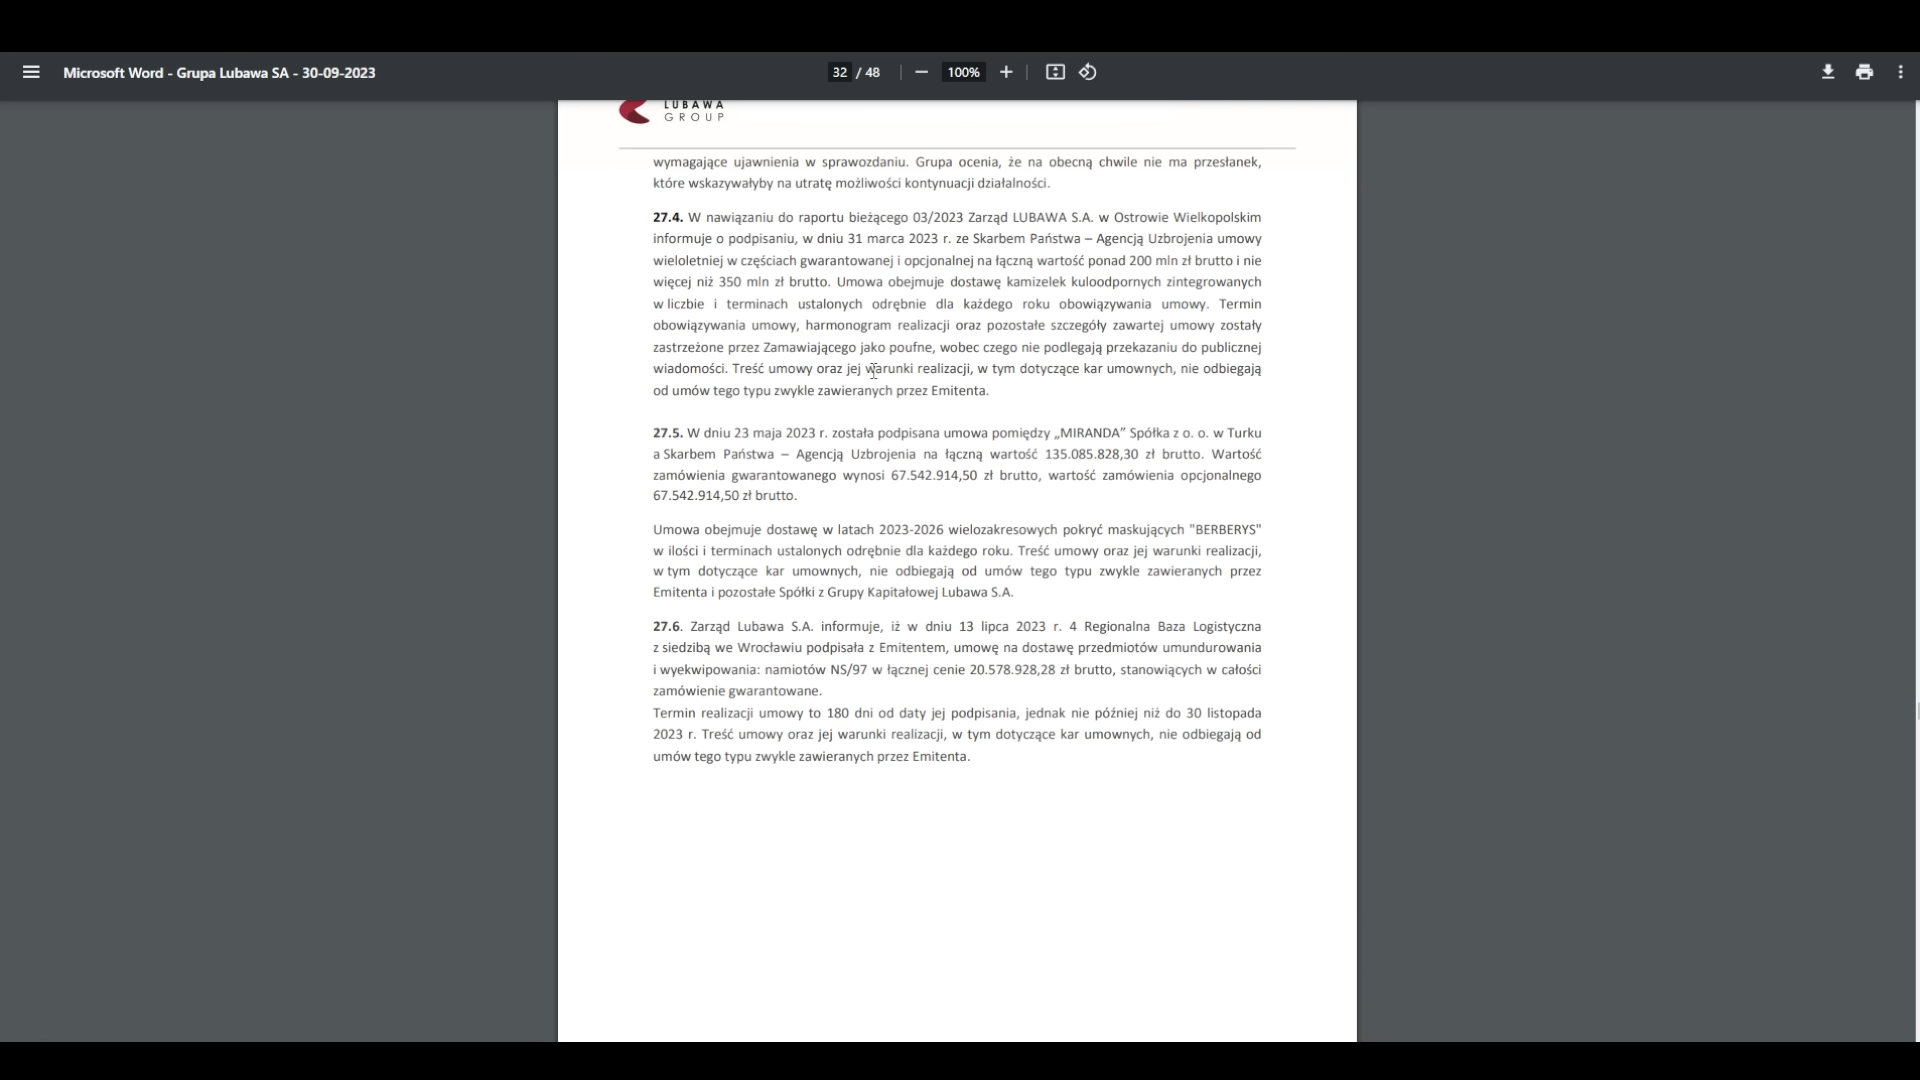 Microsoft Word - Grupa Lubawa SA - 30-09-2023
32 / 48
100%
LUBAWA
GROUP
wymagające ujawnienia w sprawozdaniu. Grupa ocenia, że na obecną chwile nie ma przesłanek,
które wskazywałyby na utratę możliwości kontynuacji działalności.
27.4. W nawiązaniu do raportu bieżącego 03/2023 Zarząd LUBAWA S.A. w Ostrowie Wielkopolskim
informuje o podpisaniu, w dniu 31 marca 2023 r. ze Skarbem Państwa – Agencją Uzbrojenia umowy
wieloletniej w częściach gwarantowanej i opcjonalnej na łączną wartość ponad 200 mln zł brutto i nie
więcej niż 350 mln zł brutto. Umowa obejmuje dostawę kamizelek kuloodpornych zintegrowanych
w liczbie i terminach ustalonych odrębnie dla każdego roku obowiązywania umowy. Termin
obowiązywania umowy, harmonogram realizacji oraz pozostałe szczegóły zawartej umowy zostały
zastrzeżone przez Zamawiającego jako poufne, wobec czego nie podlegają przekazaniu do publicznej
wiadomości. Treść umowy oraz jej warunki realizacji, w tym dotyczące kar umownych, nie odbiegają
od umów tego typu zwykle zawieranych przez Emitenta.
27.5. W dniu 23 maja 2023 r. została podpisana umowa pomiędzy „MIRANDA” Spółka z o. o. w Turku
a Skarbem Państwa – Agencją Uzbrojenia na łączną wartość 135.085.828,30 zł brutto. Wartość
zamówienia gwarantowanego wynosi 67.542.914,50 zł brutto, wartość zamówienia opcjonalnego
67.542.914,50 zł brutto.
Umowa obejmuje dostawę w latach 2023-2026 wielozakresowych pokryć maskujących "BERBERYS"
w ilości i terminach ustalonych odrębnie dla każdego roku. Treść umowy oraz jej warunki realizacji,
w tym dotyczące kar umownych, nie odbiegają od umów tego typu zwykle zawieranych przez
Emitenta i pozostałe Spółki z Grupy Kapitałowej Lubawa S.A.
27.6. Zarząd Lubawa S.A. informuje, iż w dniu 13 lipca 2023 r. 4 Regionalna Baza Logistyczna
z siedzibą we Wrocławiu podpisała z Emitentem, umowę na dostawę przedmiotów umundurowania
i wyekwipowania: namiotów NS/97 w łącznej cenie 20.578.928,28 zł brutto, stanowiących w całości
zamówienie gwarantowane.
Termin realizacji umowy to 180 dni od daty jej podpisania, jednak nie później niż do 30 listopada
2023 r. Treść umowy oraz jej warunki realizacji, w tym dotyczące kar umownych, nie odbiegają od
umów tego typu zwykle zawieranych przez Emitenta.